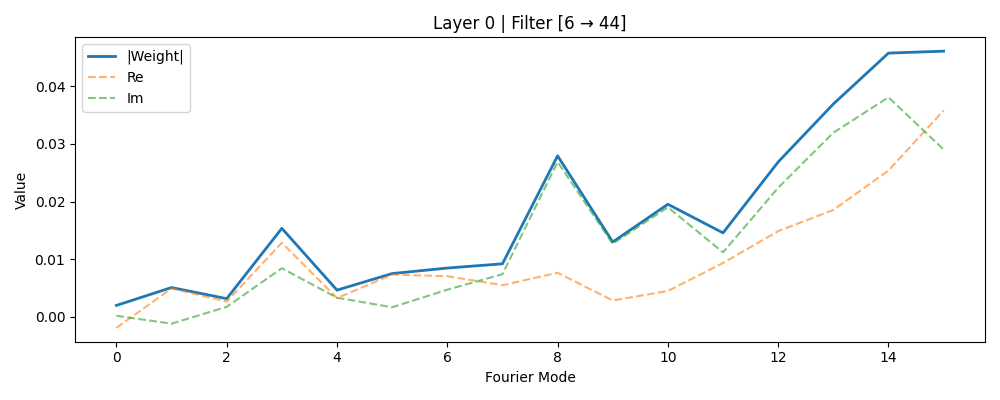 Layer 0 | Filter [6 → 44]
|Weight|
Re
Im
Value
0.04
0.03
0.02
0.01
0.00
0 2 4 6 8 10 12 14
Fourier Mode